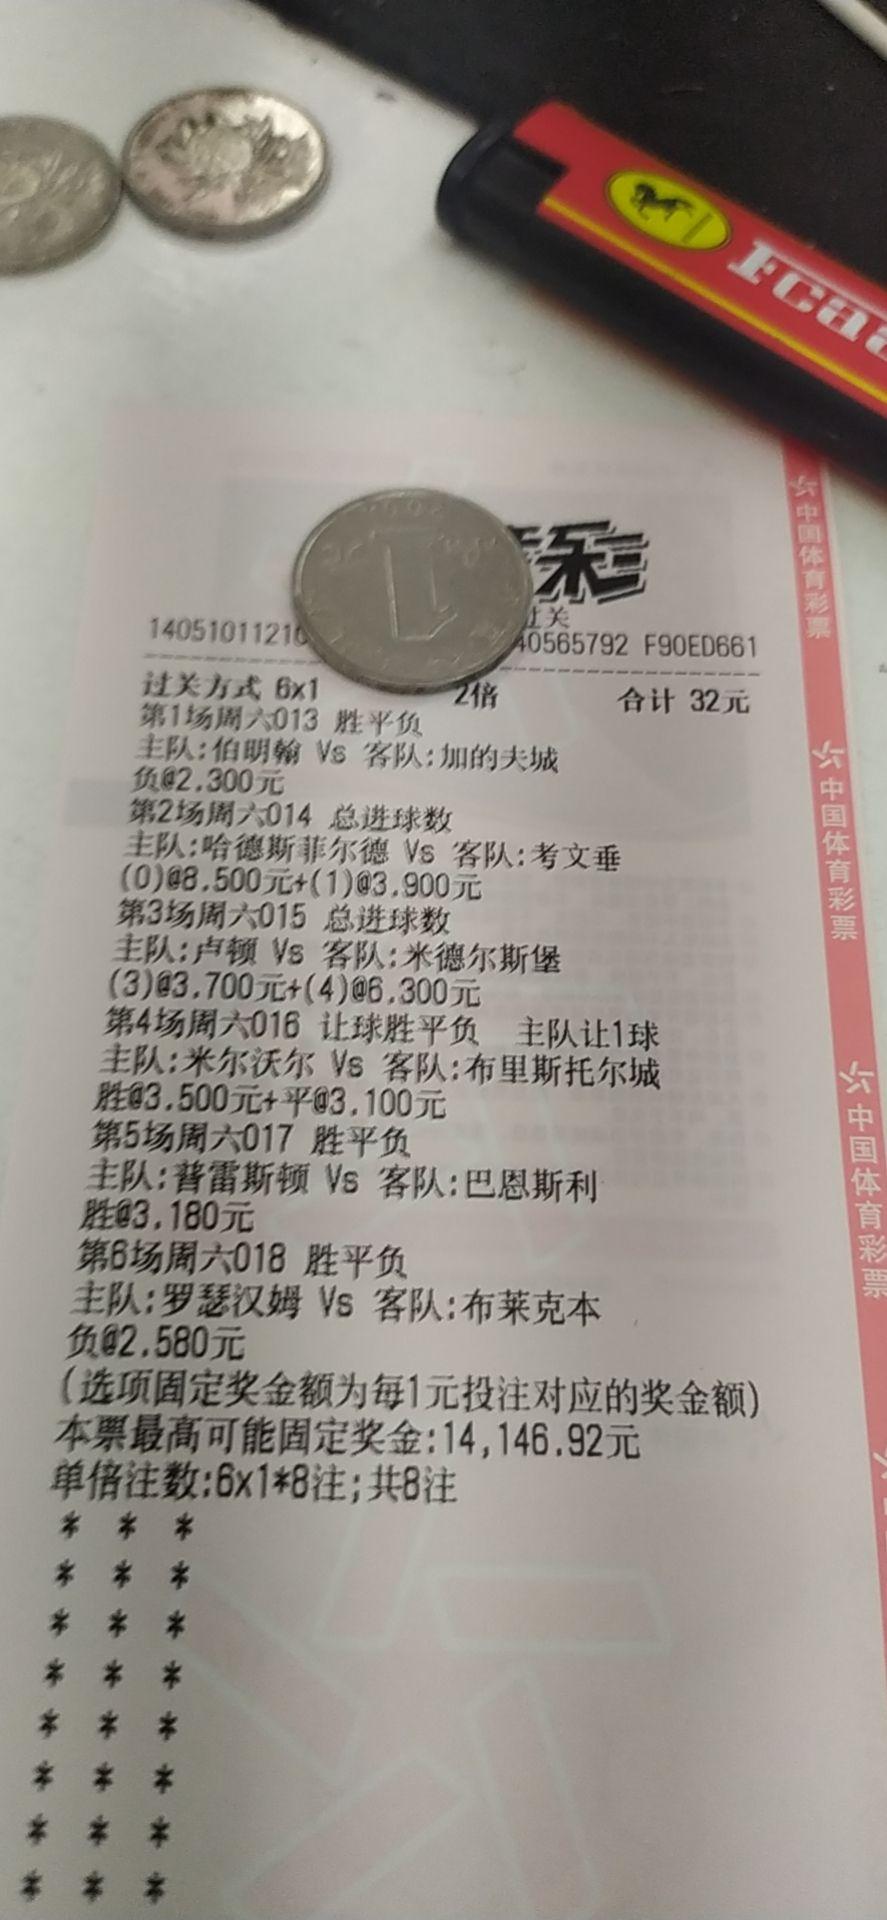 Fcaa
彩
过关
1405101121
40565792 F90ED661
过关方式 6x1 2倍 合计 32元
第1场周六013 胜平负
主队:伯明翰 Vs 客队:加的夫城
负@2.300元
第2场周六014 总进球数
主队:哈德斯菲尔德 Vs 客队:考文垂
(0)@8.500元+(1)@3.900元
第3场周六015 总进球数
主队:卢顿 Vs 客队:米德尔斯堡
(3)@3.700元+(4)@6.300元
第4场周六016 让球胜平负 主队让1球
主队:米尔沃尔 Vs 客队:布里斯托尔城
胜@3.500元+平@3.100元
第5场周六017 胜平负
主队:普雷斯顿 Vs 客队:巴恩斯利
胜@3.180元
第6场周六018 胜平负
主队:罗瑟汉姆 Vs 客队:布莱克本
负@2.580元
(选项固定奖金额为每1元投注对应的奖金额)
本票最高可能固定奖金:14,146.92元
单倍注数:6x1*8注;共8注
* * *
* * *
* * *
* * *
* * *
* * *
* * *
* * *
中国体育彩票
中国体育彩票
中国体育彩票
1